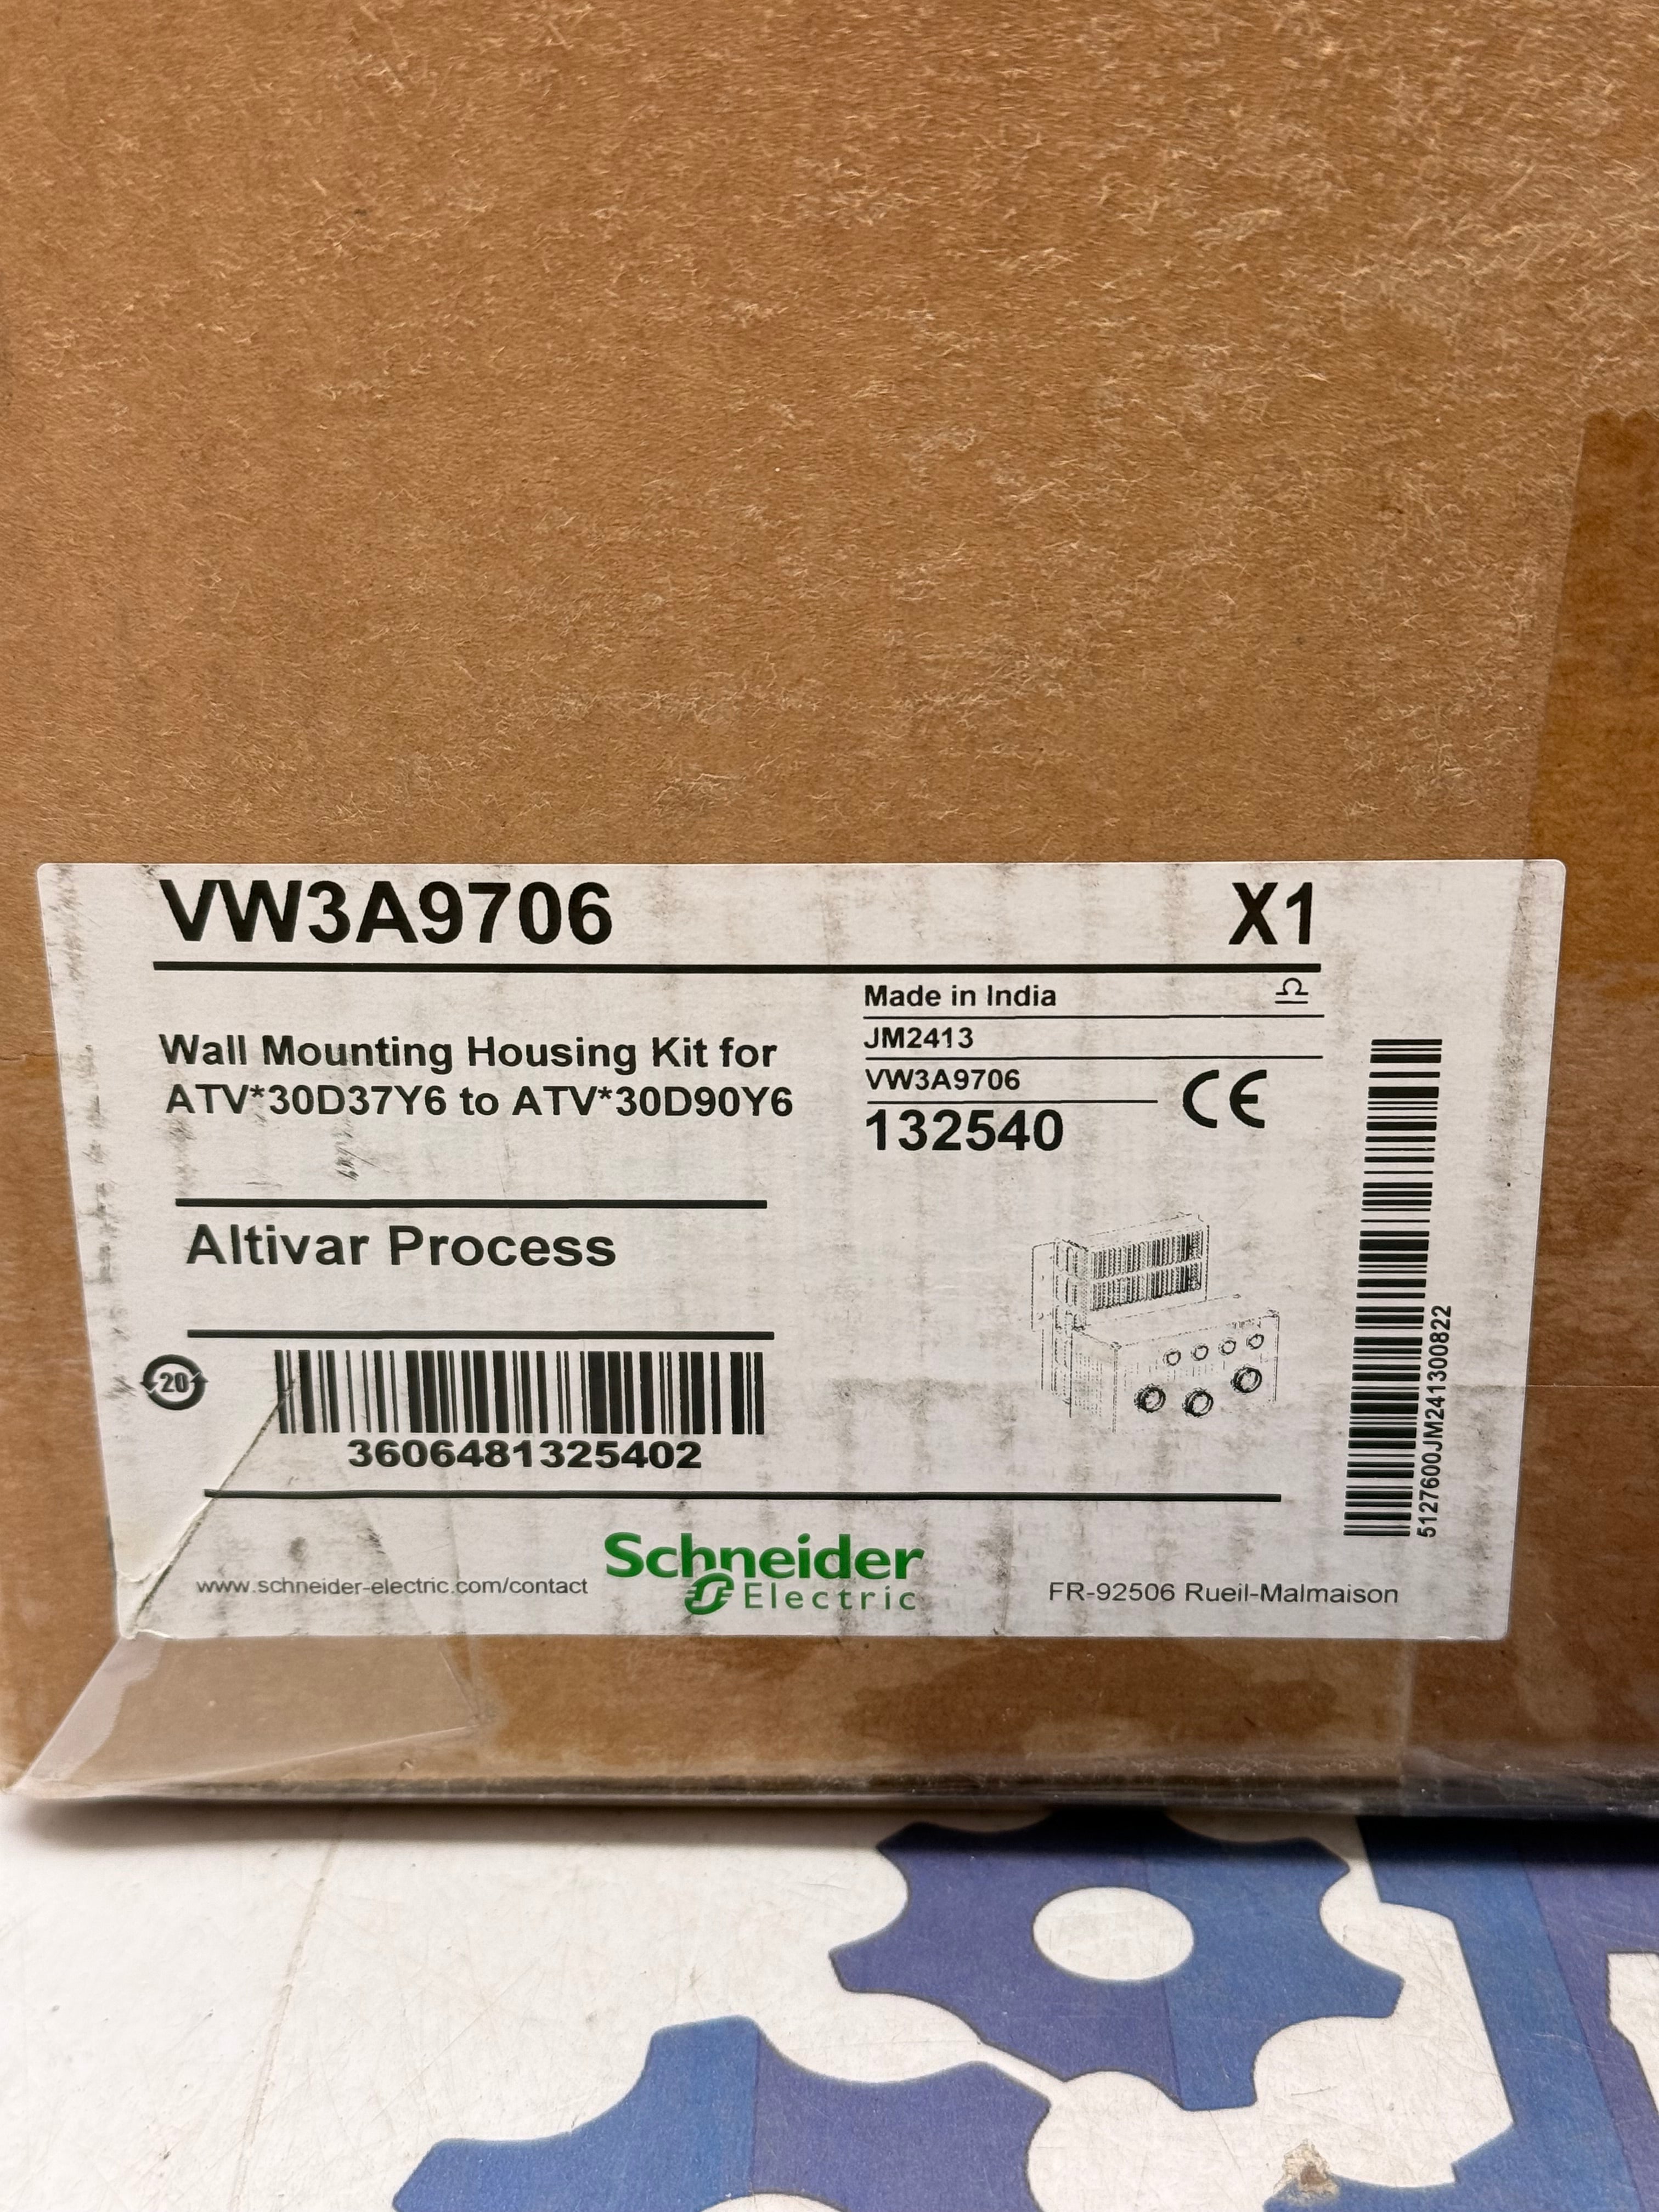 VW3A9706 X1
Made in India
JM2413
VW3A9706
132540
CE
Wall Mounting Housing Kit for
ATV*30D37Y6 to ATV*30D90Y6
Altivar Process
20
3606481325402
5127600JM241300822
www.schneider-electric.com/contact
Schneider
Electric
FR-92506 Rueil-Malmaison